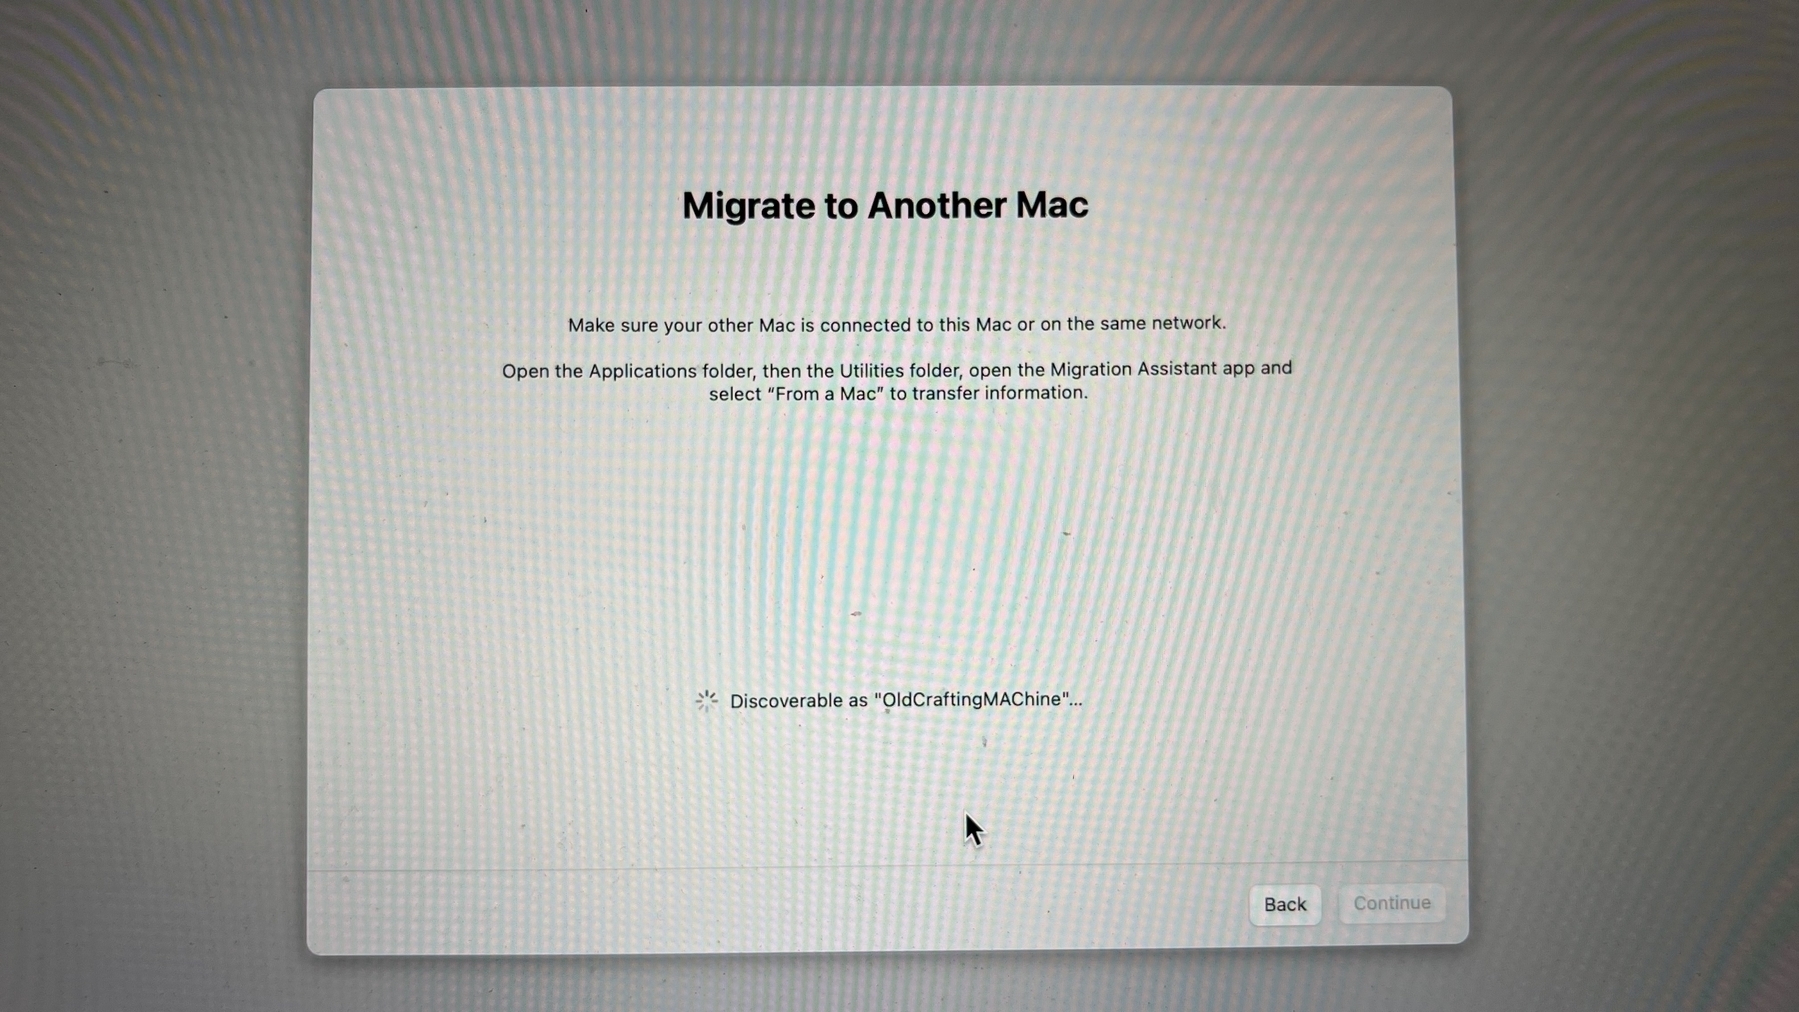 Migrate to Another Mac
Make sure your other Mac is connected to this Mac or on the same network.
Open the Applications folder, then the Utilities folder, open the Migration Assistant app and
select “From a Mac” to transfer information.
Discoverable as "OldCraftingMAChine"...
Back
Continue